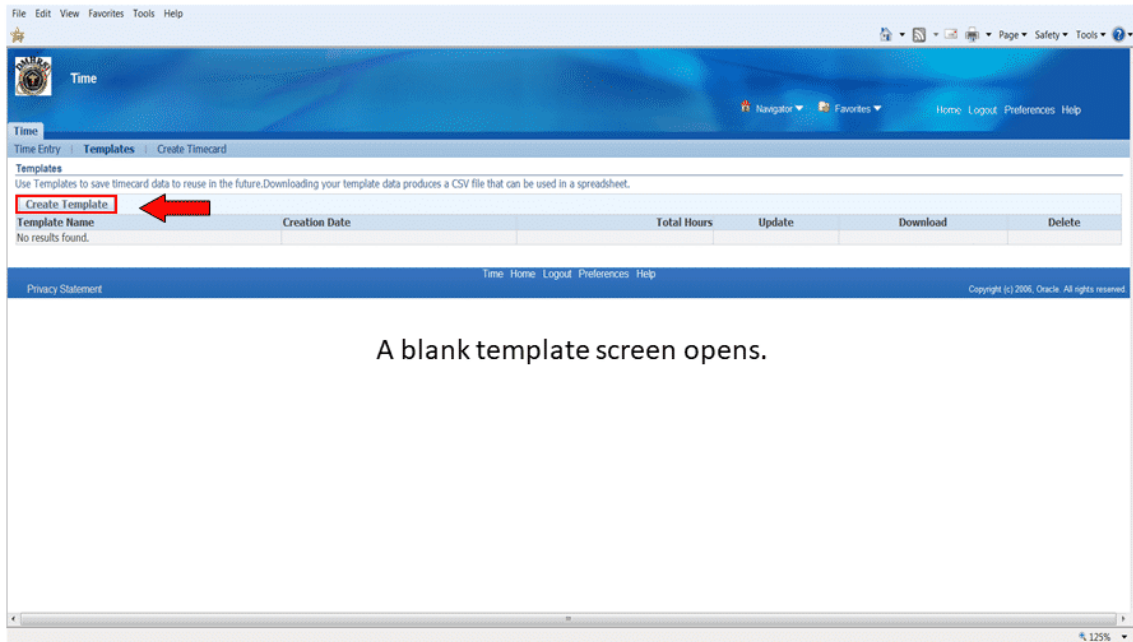 File Edit View Favorites Tools Help
Page Safety Tools
DMHRSi
Time
Navigator Favorites Home Logout Preferences Help
Time
Time Entry | Templates | Create Timecard
Templates
Use Templates to save timecard data to reuse in the future.Downloading your template data produces a CSV file that can be used in a spreadsheet.
Create Template
Template Name Creation Date Total Hours Update Download Delete
No results found.
Time Home Logout Preferences Help
Privacy Statement Copyright (c) 2006, Oracle. All rights reserved.
A blank template screen opens.
125%